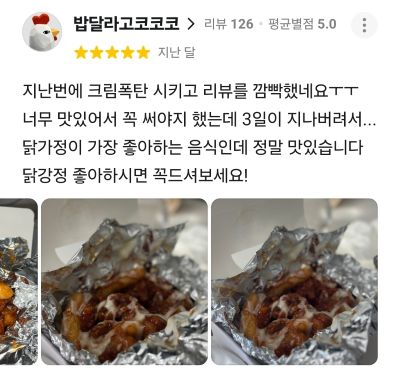 밥달라고코코코 > 리뷰 126 · 평균별점 5.0
지난 달
지난번에 크림폭탄 시키고 리뷰를 깜빡했네요ㅜㅜ
너무 맛있어서 꼭 써야지 했는데 3일이 지나버려서...
닭가정이 가장 좋아하는 음식인데 정말 맛있습니다
닭강정 좋아하시면 꼭드셔보세요!